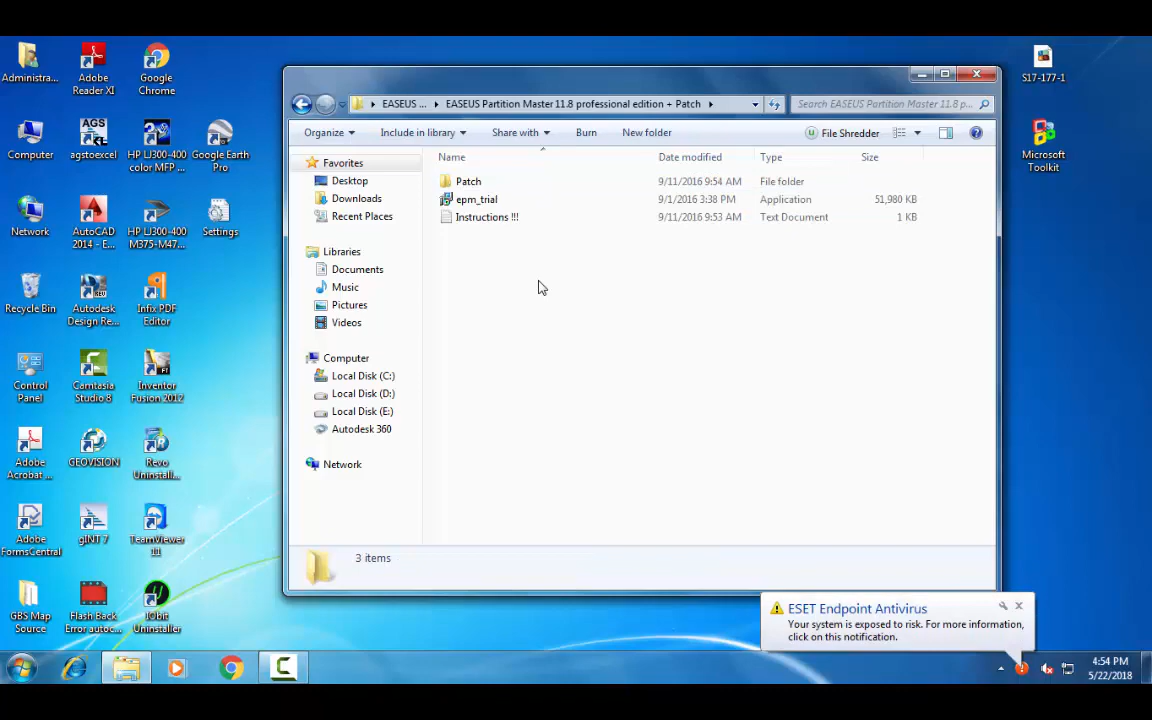 Administra...
Adobe
Reader XI
Google
Chrome
S17-177-1
Computer
AGS
agstoexcel
HP LJ300-400
color MFP ...
Google Earth
Pro
Microsoft
Toolkit
Network
AutoCAD
2014 - E...
HP LJ300-400
M375-M47...
Settings
Recycle Bin
Autodesk
Design Re...
Infix PDF
Editor
Control
Panel
Camtasia
Studio 8
Inventor
Fusion 2012
Adobe
Acrobat ...
GEOVISION
Revo
Uninstall...
Adobe
FormsCentral
gINT 7
TeamViewer
11
GBS Map
Source
Flash Back
Error autoc...
IObit
Uninstaller
EASEUS ...
EASEUS Partition Master 11.8 professional edition + Patch
Search EASEUS Partition Master 11.8 p...
Organize
Include in library
Share with
Burn
New folder
File Shredder
Favorites
Desktop
Downloads
Recent Places
Libraries
Documents
Music
Pictures
Videos
Computer
Local Disk (C:)
Local Disk (D:)
Local Disk (E:)
Autodesk 360
Network
Name Date modified Type Size
Patch 9/11/2016 9:54 AM File folder
epm_trial 9/1/2016 3:38 PM Application 51,980 KB
Instructions !!! 9/11/2016 9:53 AM Text Document 1 KB
3 items
ESET Endpoint Antivirus
Your system is exposed to risk. For more information,
click on this notification.
4:54 PM
5/22/2018